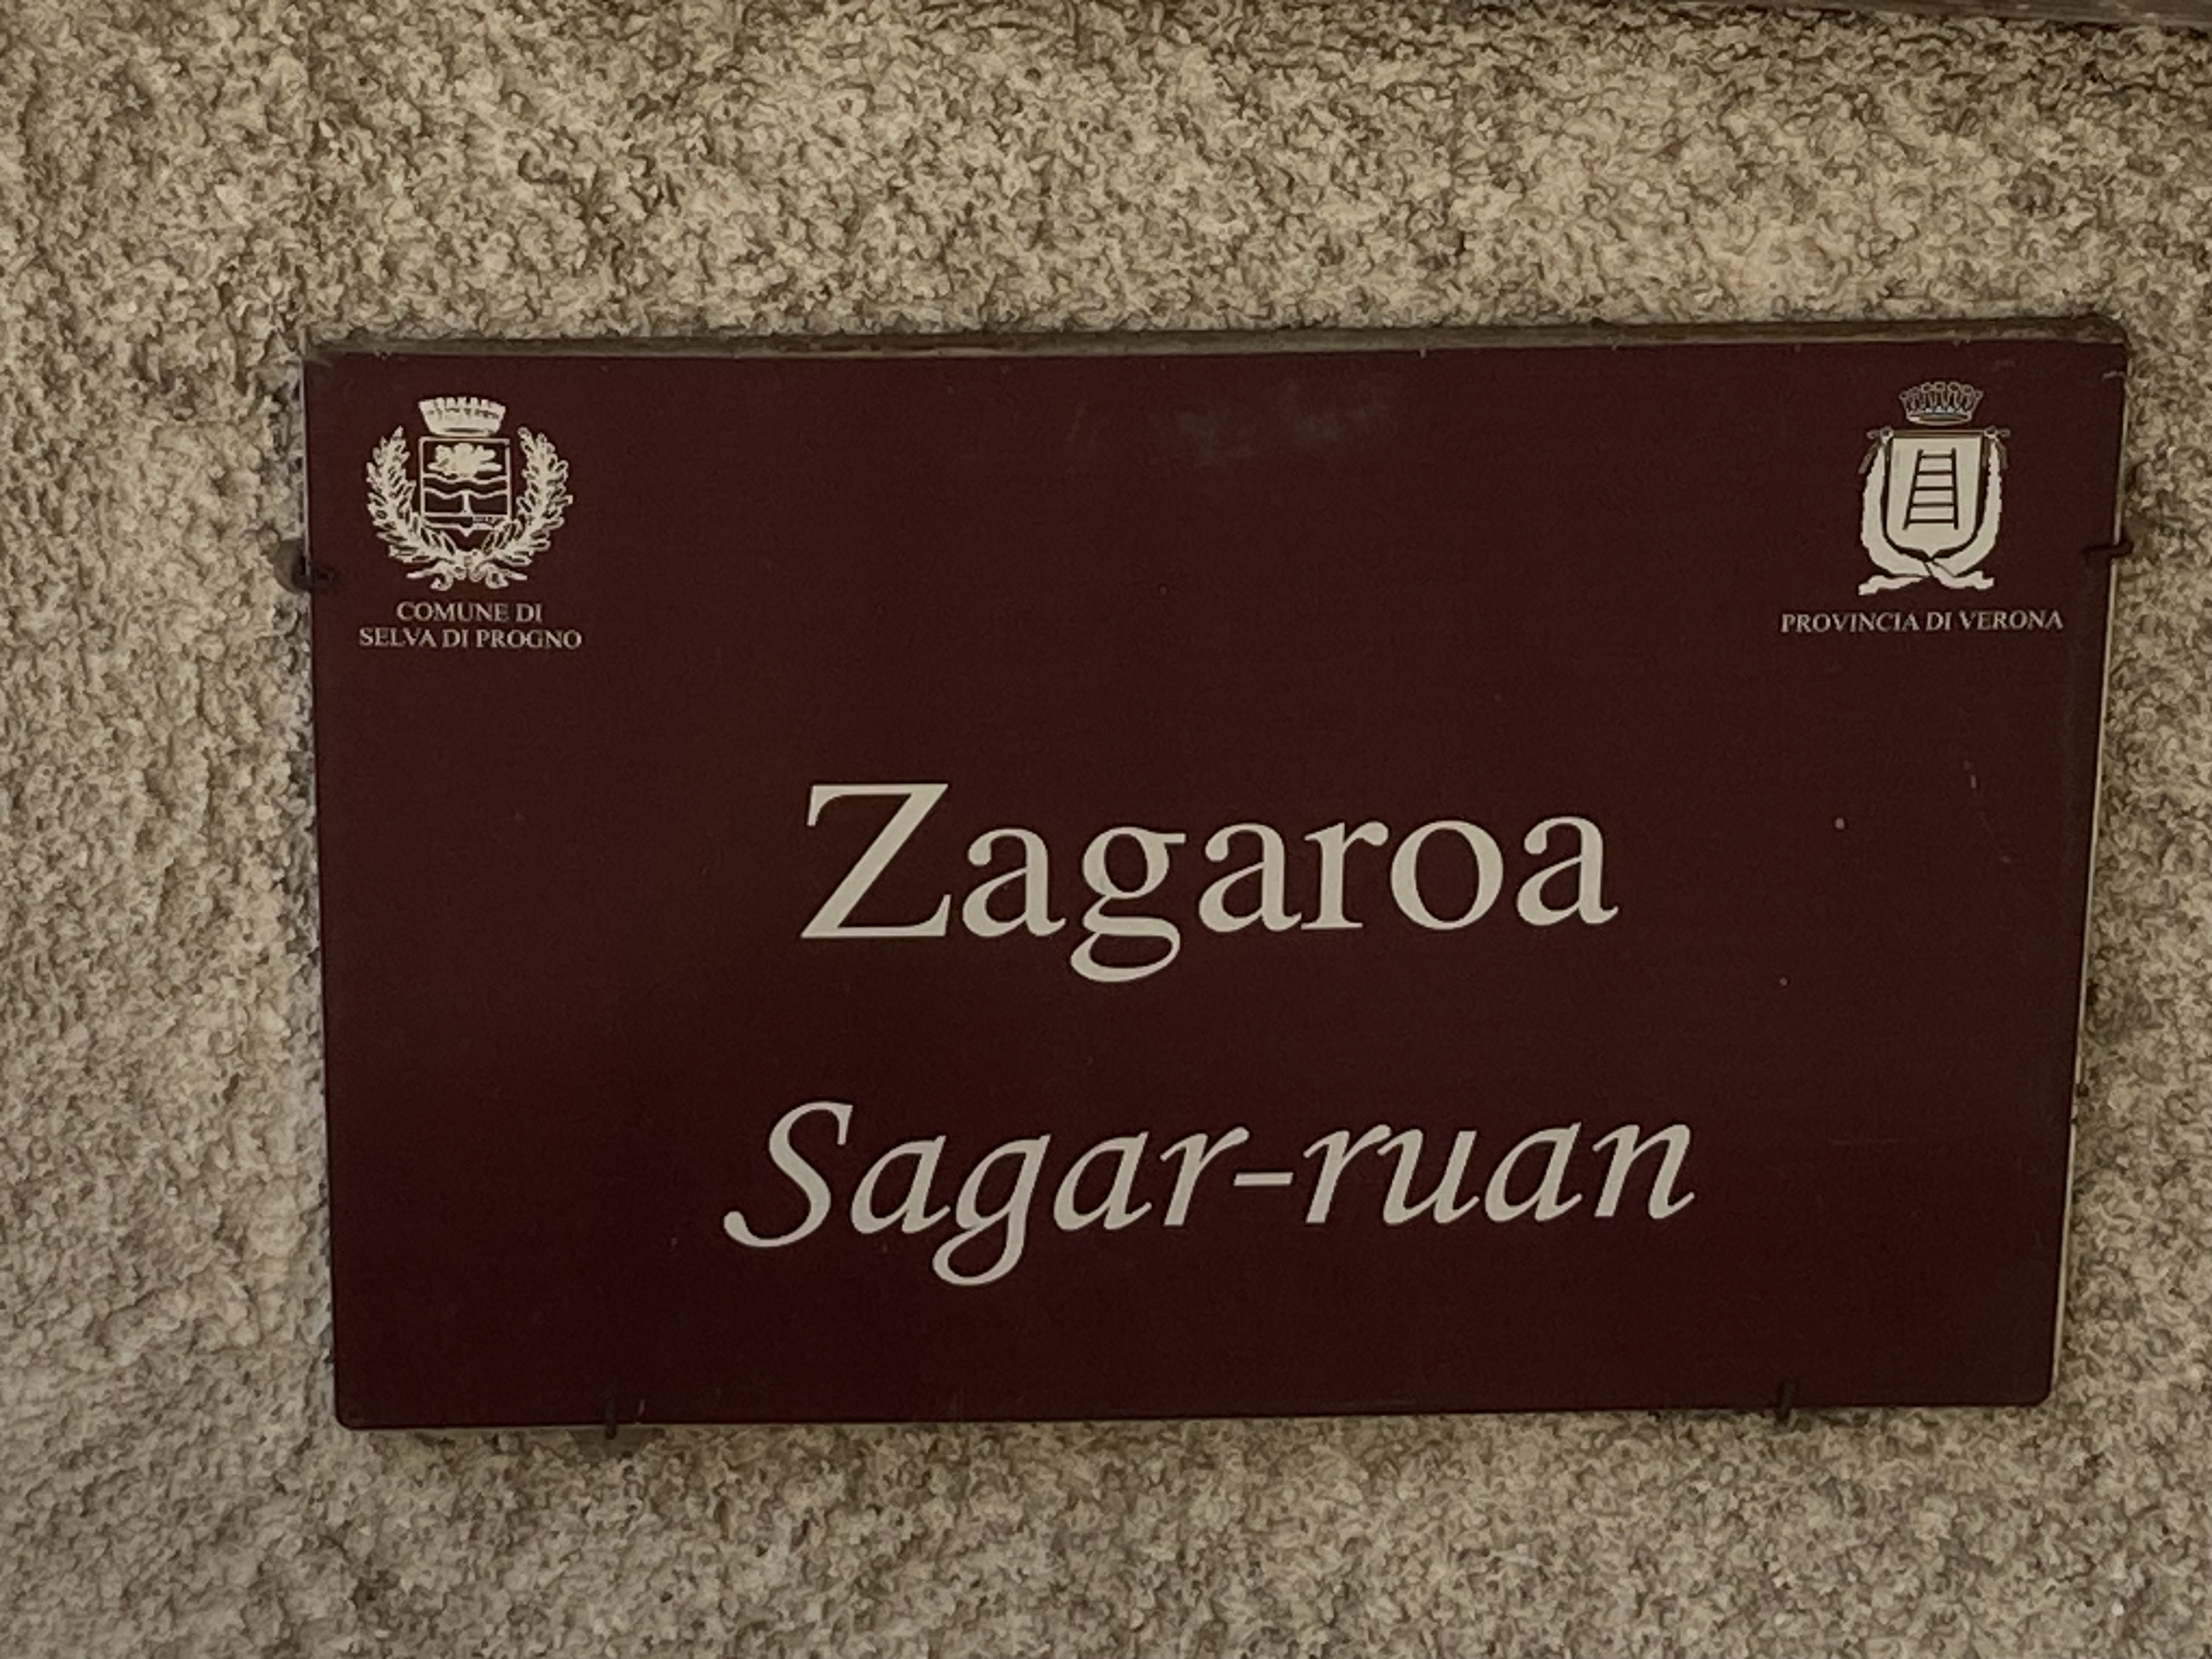 COMUNE DI
SELVA DI PROGNO
PROVINCIA DI VERONA
Zagaroa
Sagar-ruan